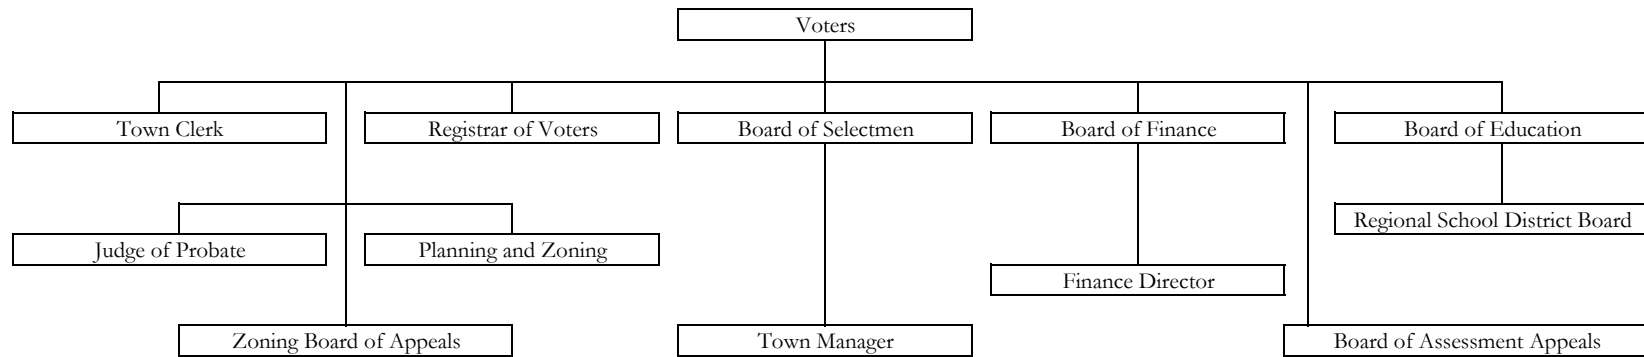 Voters
Town Clerk
Registrar of Voters
Board of Selectmen
Board of Finance
Board of Education
Regional School District Board
Judge of Probate
Planning and Zoning
Finance Director
Zoning Board of Appeals
Town Manager
Board of Assessment Appeals